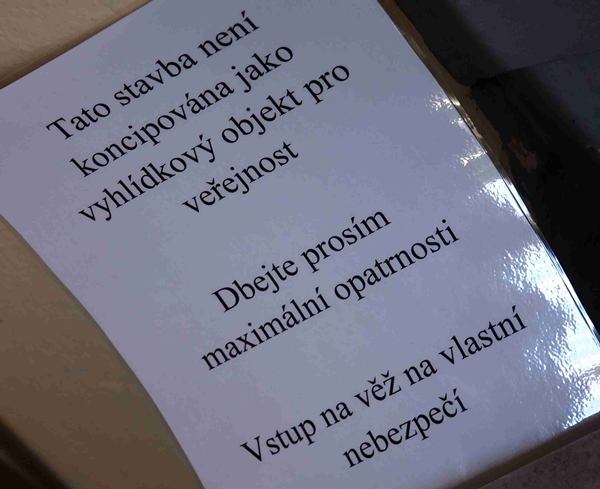 Tato stavba není
koncipována jako
vyhlídkový objekt pro
veřejnost
Dbejte prosím
maximální opatrnosti
Vstup na věž na vlastní
nebezpečí